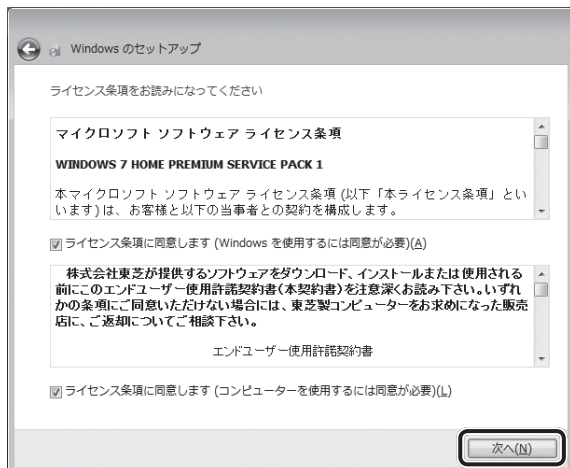 Windows のセットアップ
ライセンス条項をお読みになってください
マイクロソフト ソフトウェア ライセンス条項
WINDOWS 7 HOME PREMIUM SERVICE PACK 1
本マイクロソフト ソフトウェア ライセンス条項 (以下「本ライセンス条項」とい
います) は、お客様と以下の当事者との契約を構成します。
ライセンス条項に同意します (Windows を使用するには同意が必要)(A)
株式会社東芝が提供するソフトウェアをダウンロード、インストールまたは使用される
前にこのエンドユーザー使用許諾契約書(本契約書)を注意深くお読み下さい。いずれ
かの条項にご同意いただけない場合には、東芝製コンピューターをお求めになった販売
店に、ご返却についてご相談下さい。
エンドユーザー使用許諾契約書
ライセンス条項に同意します (コンピューターを使用するには同意が必要)(L)
次へ(N)